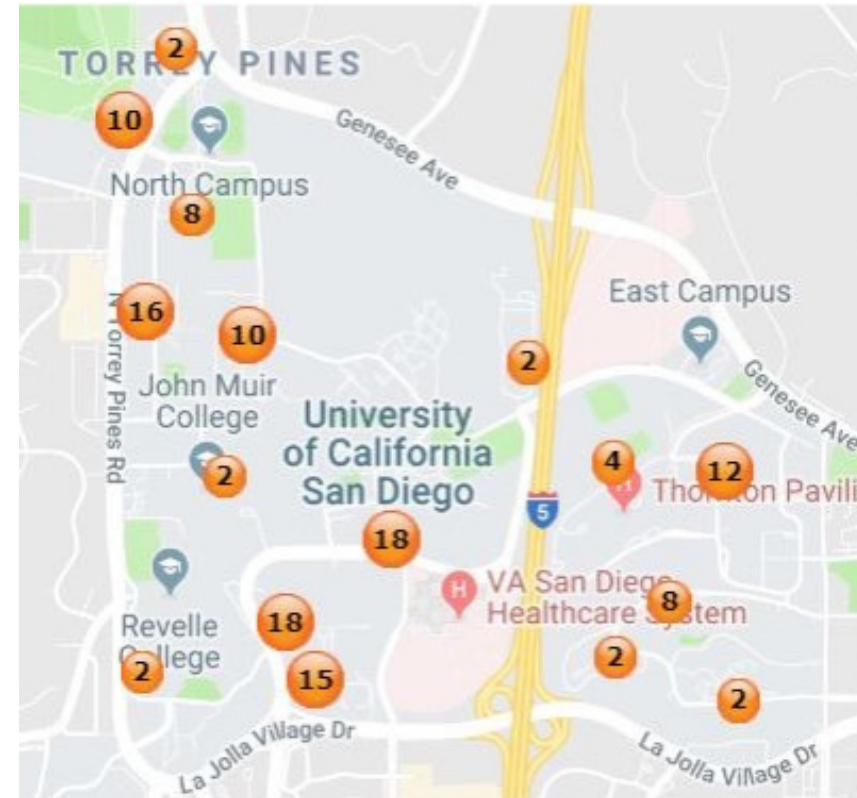 2
TORREY PINES
10
Genesee Ave
North Campus
8
East Campus
16
10
N Torrey Pines Rd
2
John Muir
College
Genesee Ave
University
of California
San Diego
2
4
12
Thornton Pavili
5
H
18
H
VA San Diego
Healthcare System
8
18
Revelle
College
2
15
2
2
La Jolla Village Dr
La Jolla Village Dr